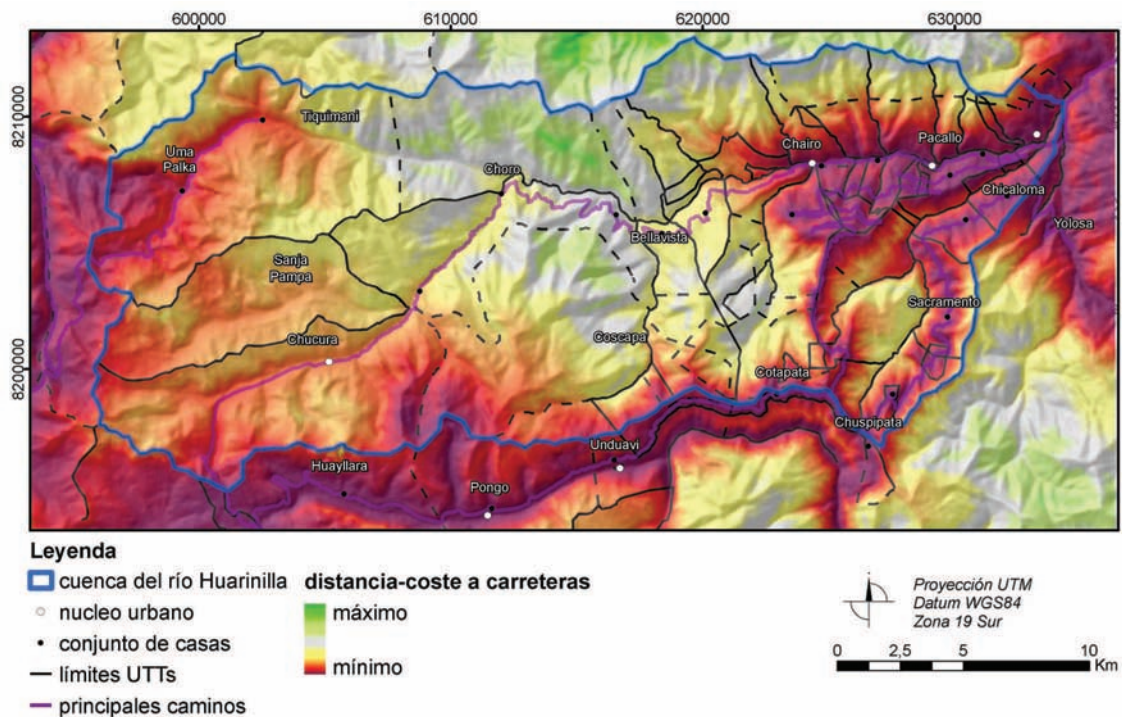 600000 610000 620000 630000
8210000
8200000
Tiquimani
Uma
Palka
Choro
Chairo
Pacallo
Chicaloma
Yolosa
Bellavista
Sanja
Pampa
Sacramento
Chucura
Coscapa
Cotapata
Chuspipata
Unduavi
Huayllara
Pongo
Leyenda
cuenca del río Huarinilla
nucleo urbano
conjunto de casas
límites UTTs
principales caminos
distancia-coste a carreteras
máximo
mínimo
Proyección UTM
Datum WGS84
Zona 19 Sur
0 2,5 5 10
Km